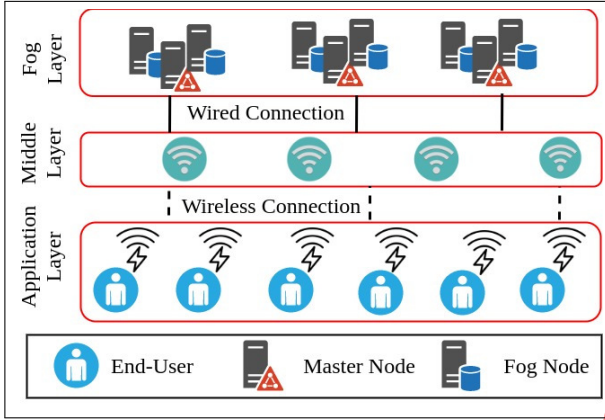 Fog
Layer
Wired Connection
Middle
Layer
Wireless Connection
Application
Layer
End-User
Master Node
Fog Node